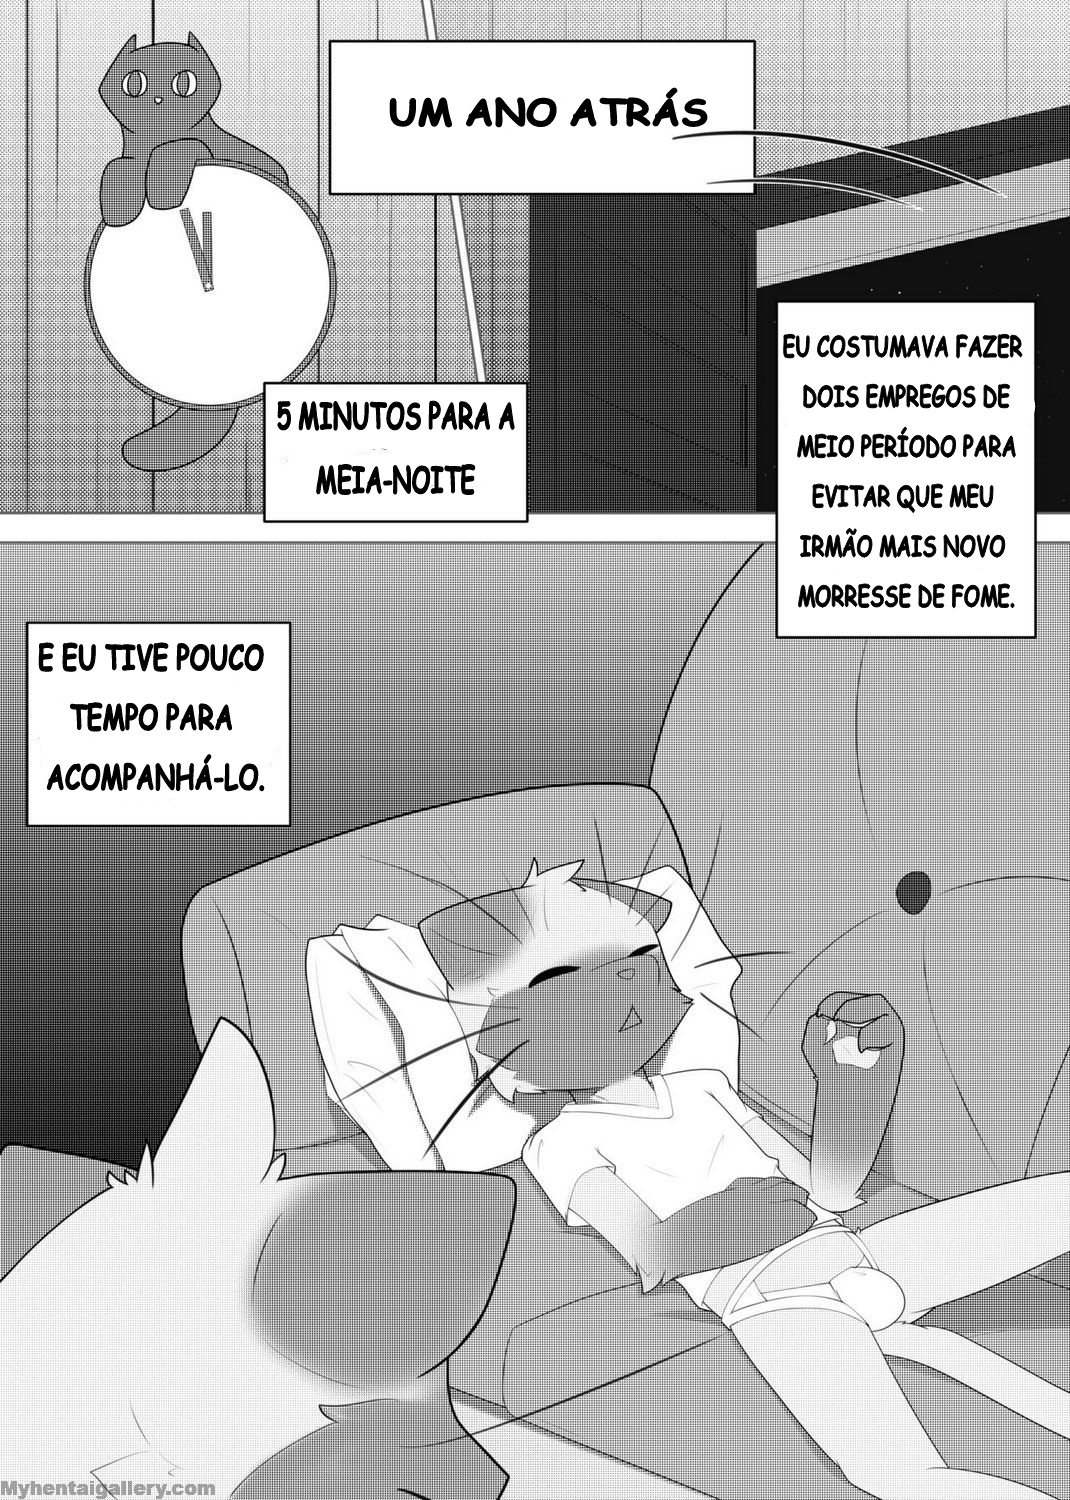 UM ANO ATRÁS
5 MINUTOS PARA A
MEIA-NOITE
EU COSTUMAVA FAZER
DOIS EMPREGOS DE
MEIO PERÍODO PARA
EVITAR QUE MEU
IRMÃO MAIS NOVO
MORRESSE DE FOME.
E EU TIVE POUCO
TEMPO PARA
ACOMPANHÁ-LO.
Myhentaigallery.com